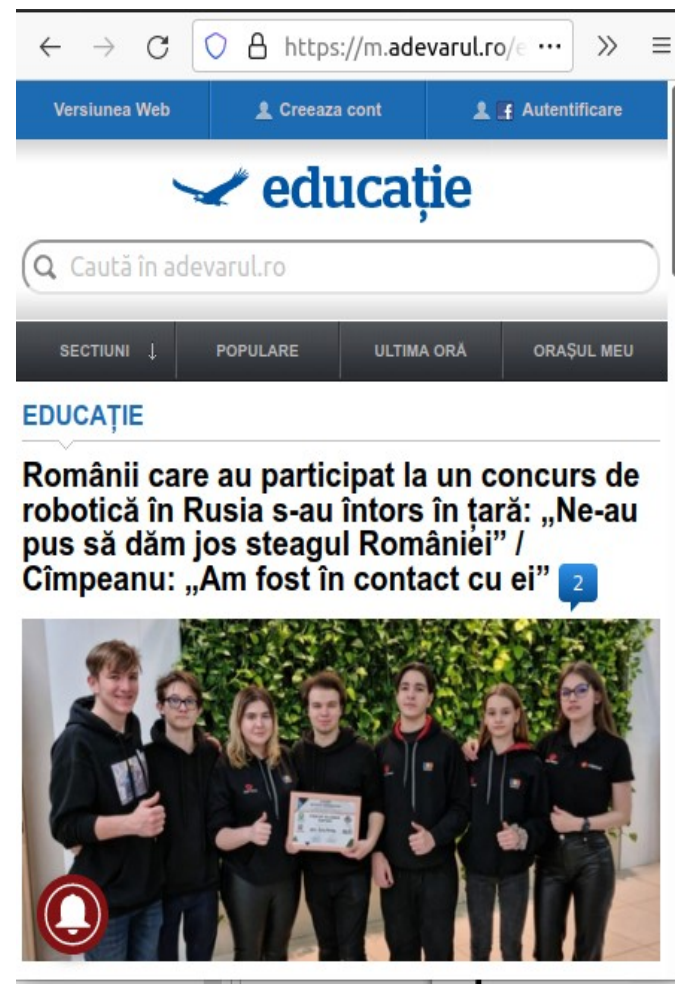 https://m.adevarul.ro/e
Versiunea Web
Creeaza cont
Autentificare
educație
Caută în adevarul.ro
SECTIUNI ↓
POPULARE
ULTIMA ORĂ
ORAȘUL MEU
EDUCAȚIE
Românii care au participat la un concurs de
robotică în Rusia s-au întors în țară: „Ne-au
pus să dăm jos steagul României” /
Cîmpeanu: „Am fost în contact cu ei” 2